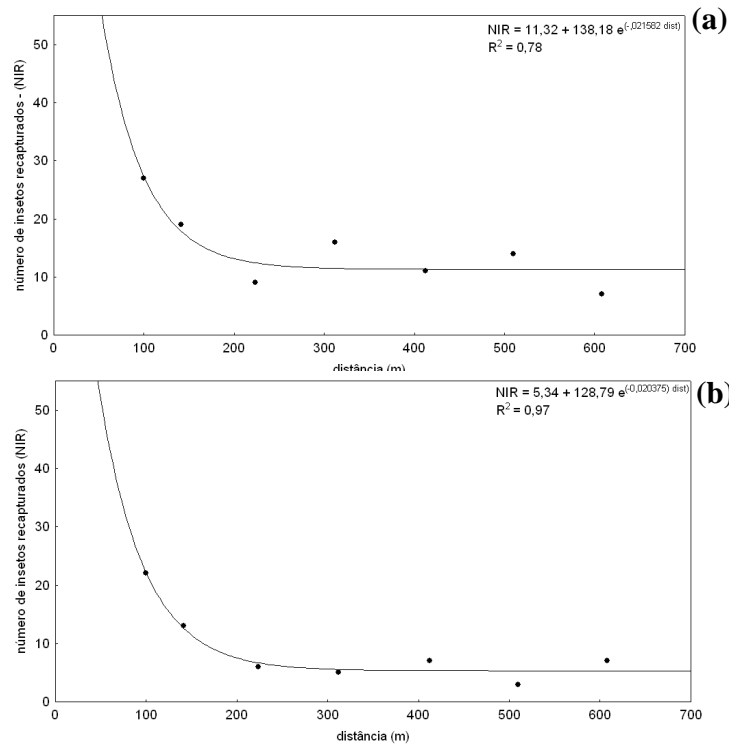 (a)
NIR = 11,32 + 138,18 e(-,021582 dist)
R2 = 0,78
número de insetos recapturados - (NIR)
50
40
30
20
10
0
0 100 200 300 400 500 600 700
distância (m)
(b)
NIR = 5,34 + 128,79 e(-0,020375) dist)
R2 = 0,97
número de insetos recapturados (NIR)
50
40
30
20
10
0
0 100 200 300 400 500 600 700
distância (m)